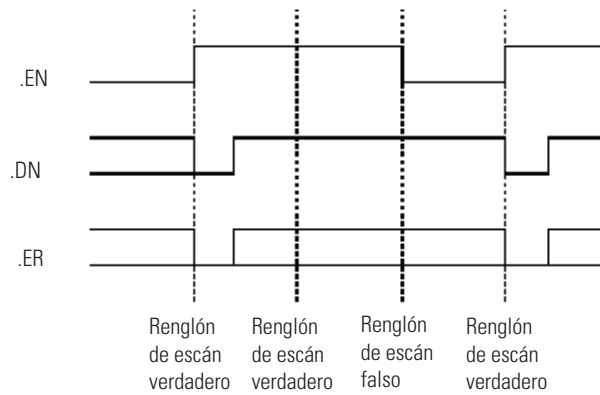 .EN
.DN
.ER
Renglón
de escán
verdadero
Renglón
de escán
verdadero
Renglón
de escán
falso
Renglón
de escán
verdadero